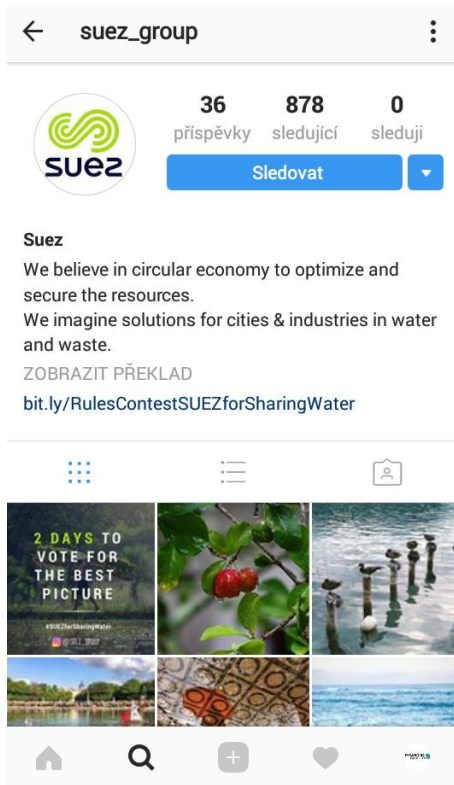 suez_group
36 878 0
příspěvky sledující sleduji
suez
Sledovat
Suez
We believe in circular economy to optimize and
secure the resources.
We imagine solutions for cities & industries in water
and waste.
ZOBRAZIT PŘEKLAD
bit.ly/RulesContestSUEZforSharingWater
2 DAYS TO
VOTE FOR
THE BEST
PICTURE
#SUEZforSharingWater
@SUEZ_GROUP